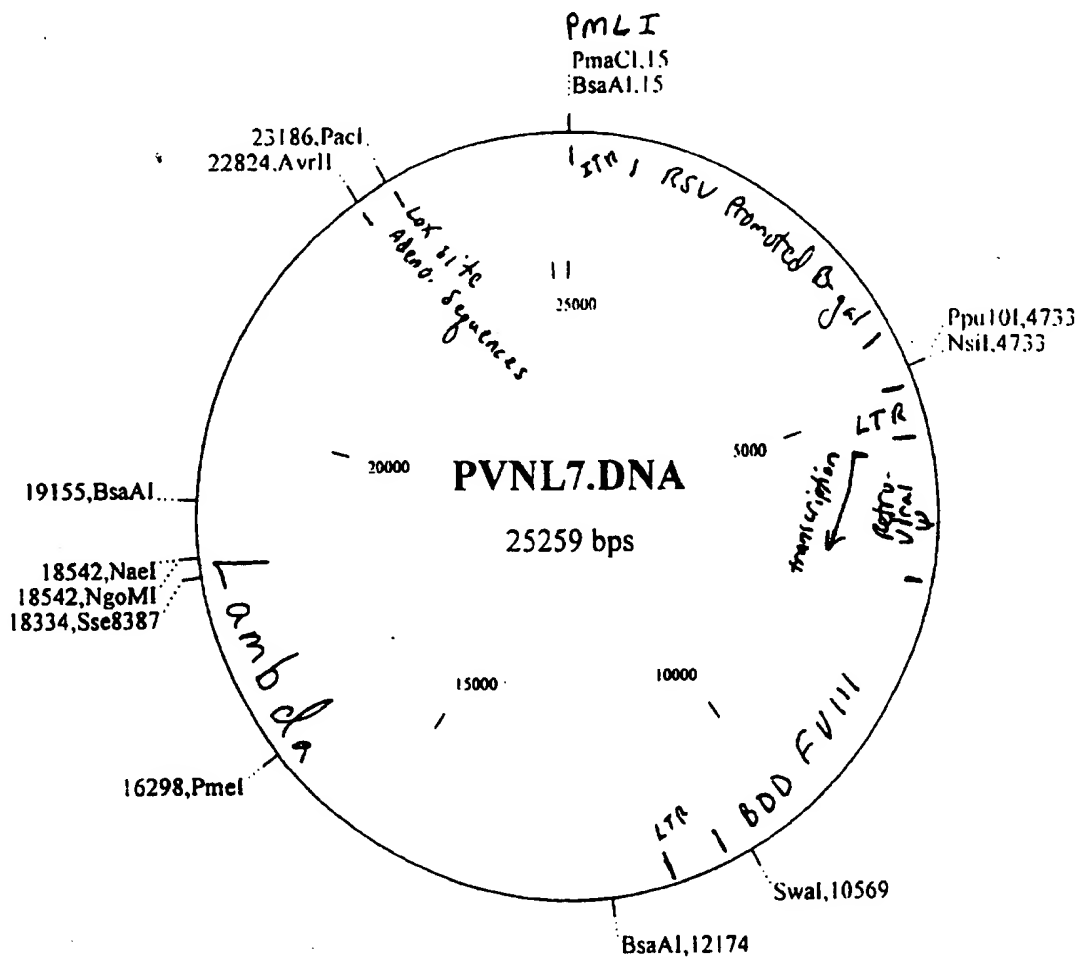 PMLI
PmaCI,15
BsaAI,15
23186,PacI
22824,AvrII
ITR
RSV Promoted B-gal
Lox site
Adeno. Sequences
25000
Ppu10I,4733
NsiI,4733
LTR
5000
20000
PVNL7.DNA
25259 bps
transcription
Retro-
viral
Ψ
19155,BsaAI
18542,NaeI
18542,NgoMI
18334,Sse8387
Lambda
15000
10000
BDD FVIII
16298,PmeI
LTR
SwaI,10569
BsaAI,12174